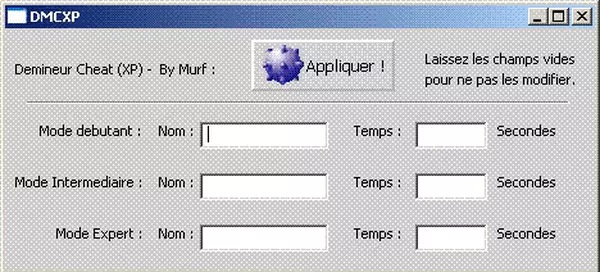 DMCXP
Demineur Cheat (XP) - By Murf :
Appliquer !
Laissez les champs vides
pour ne pas les modifier.
Mode debutant : Nom : Temps : Secondes
Mode Intermediaire : Nom : Temps : Secondes
Mode Expert : Nom : Temps : Secondes